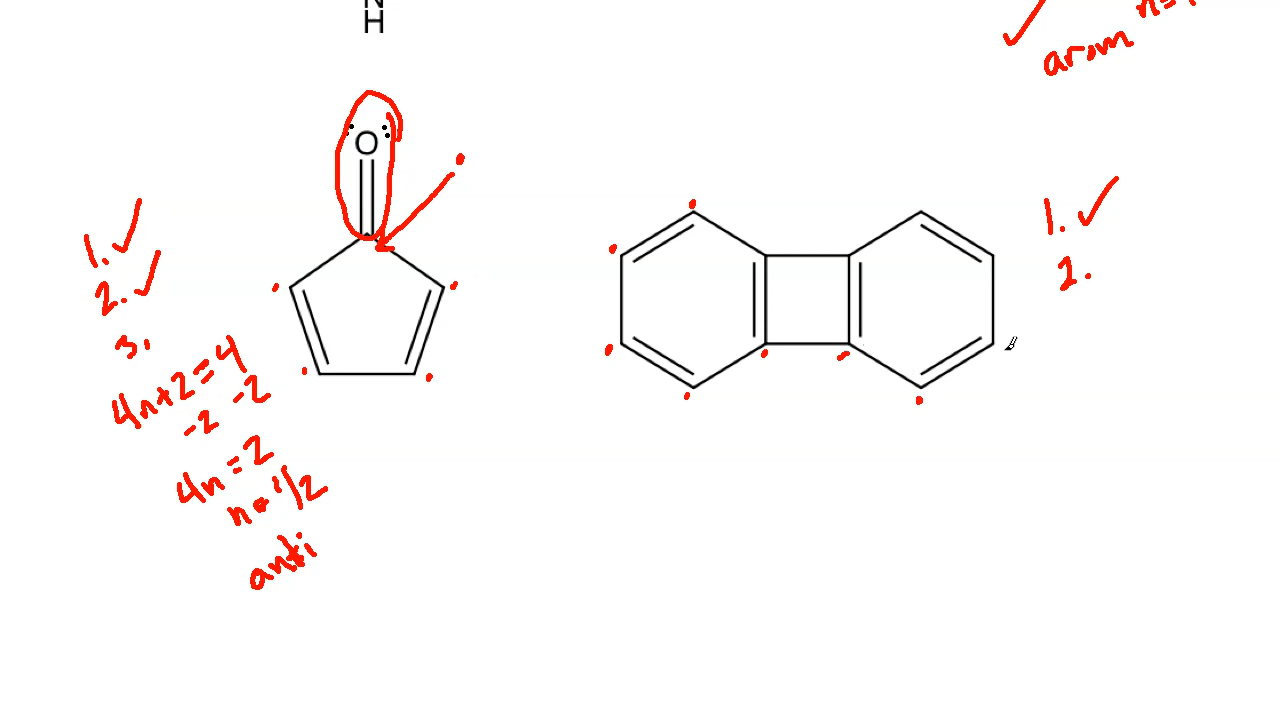 H
n=
arom
O
1. ✓
2. ✓
3.
4n+2=4
-2 -2
4n=2
n=1/2
anti
1. ✓
2.